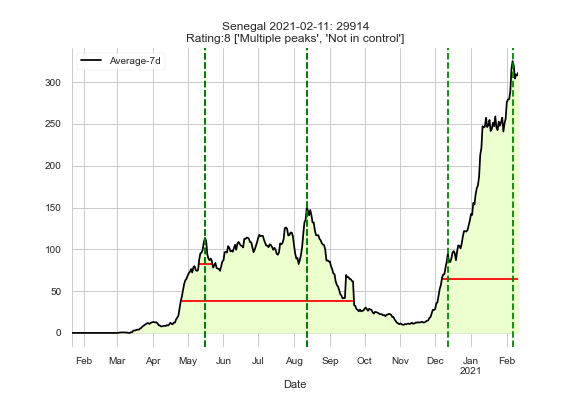 Senegal 2021-02-11: 29914
Rating:8 ['Multiple peaks', 'Not in control']
Average-7d
300
250
200
150
100
50
0
Feb Mar Apr May Jun Jul Aug Sep Oct Nov Dec Jan Feb
2021
Date